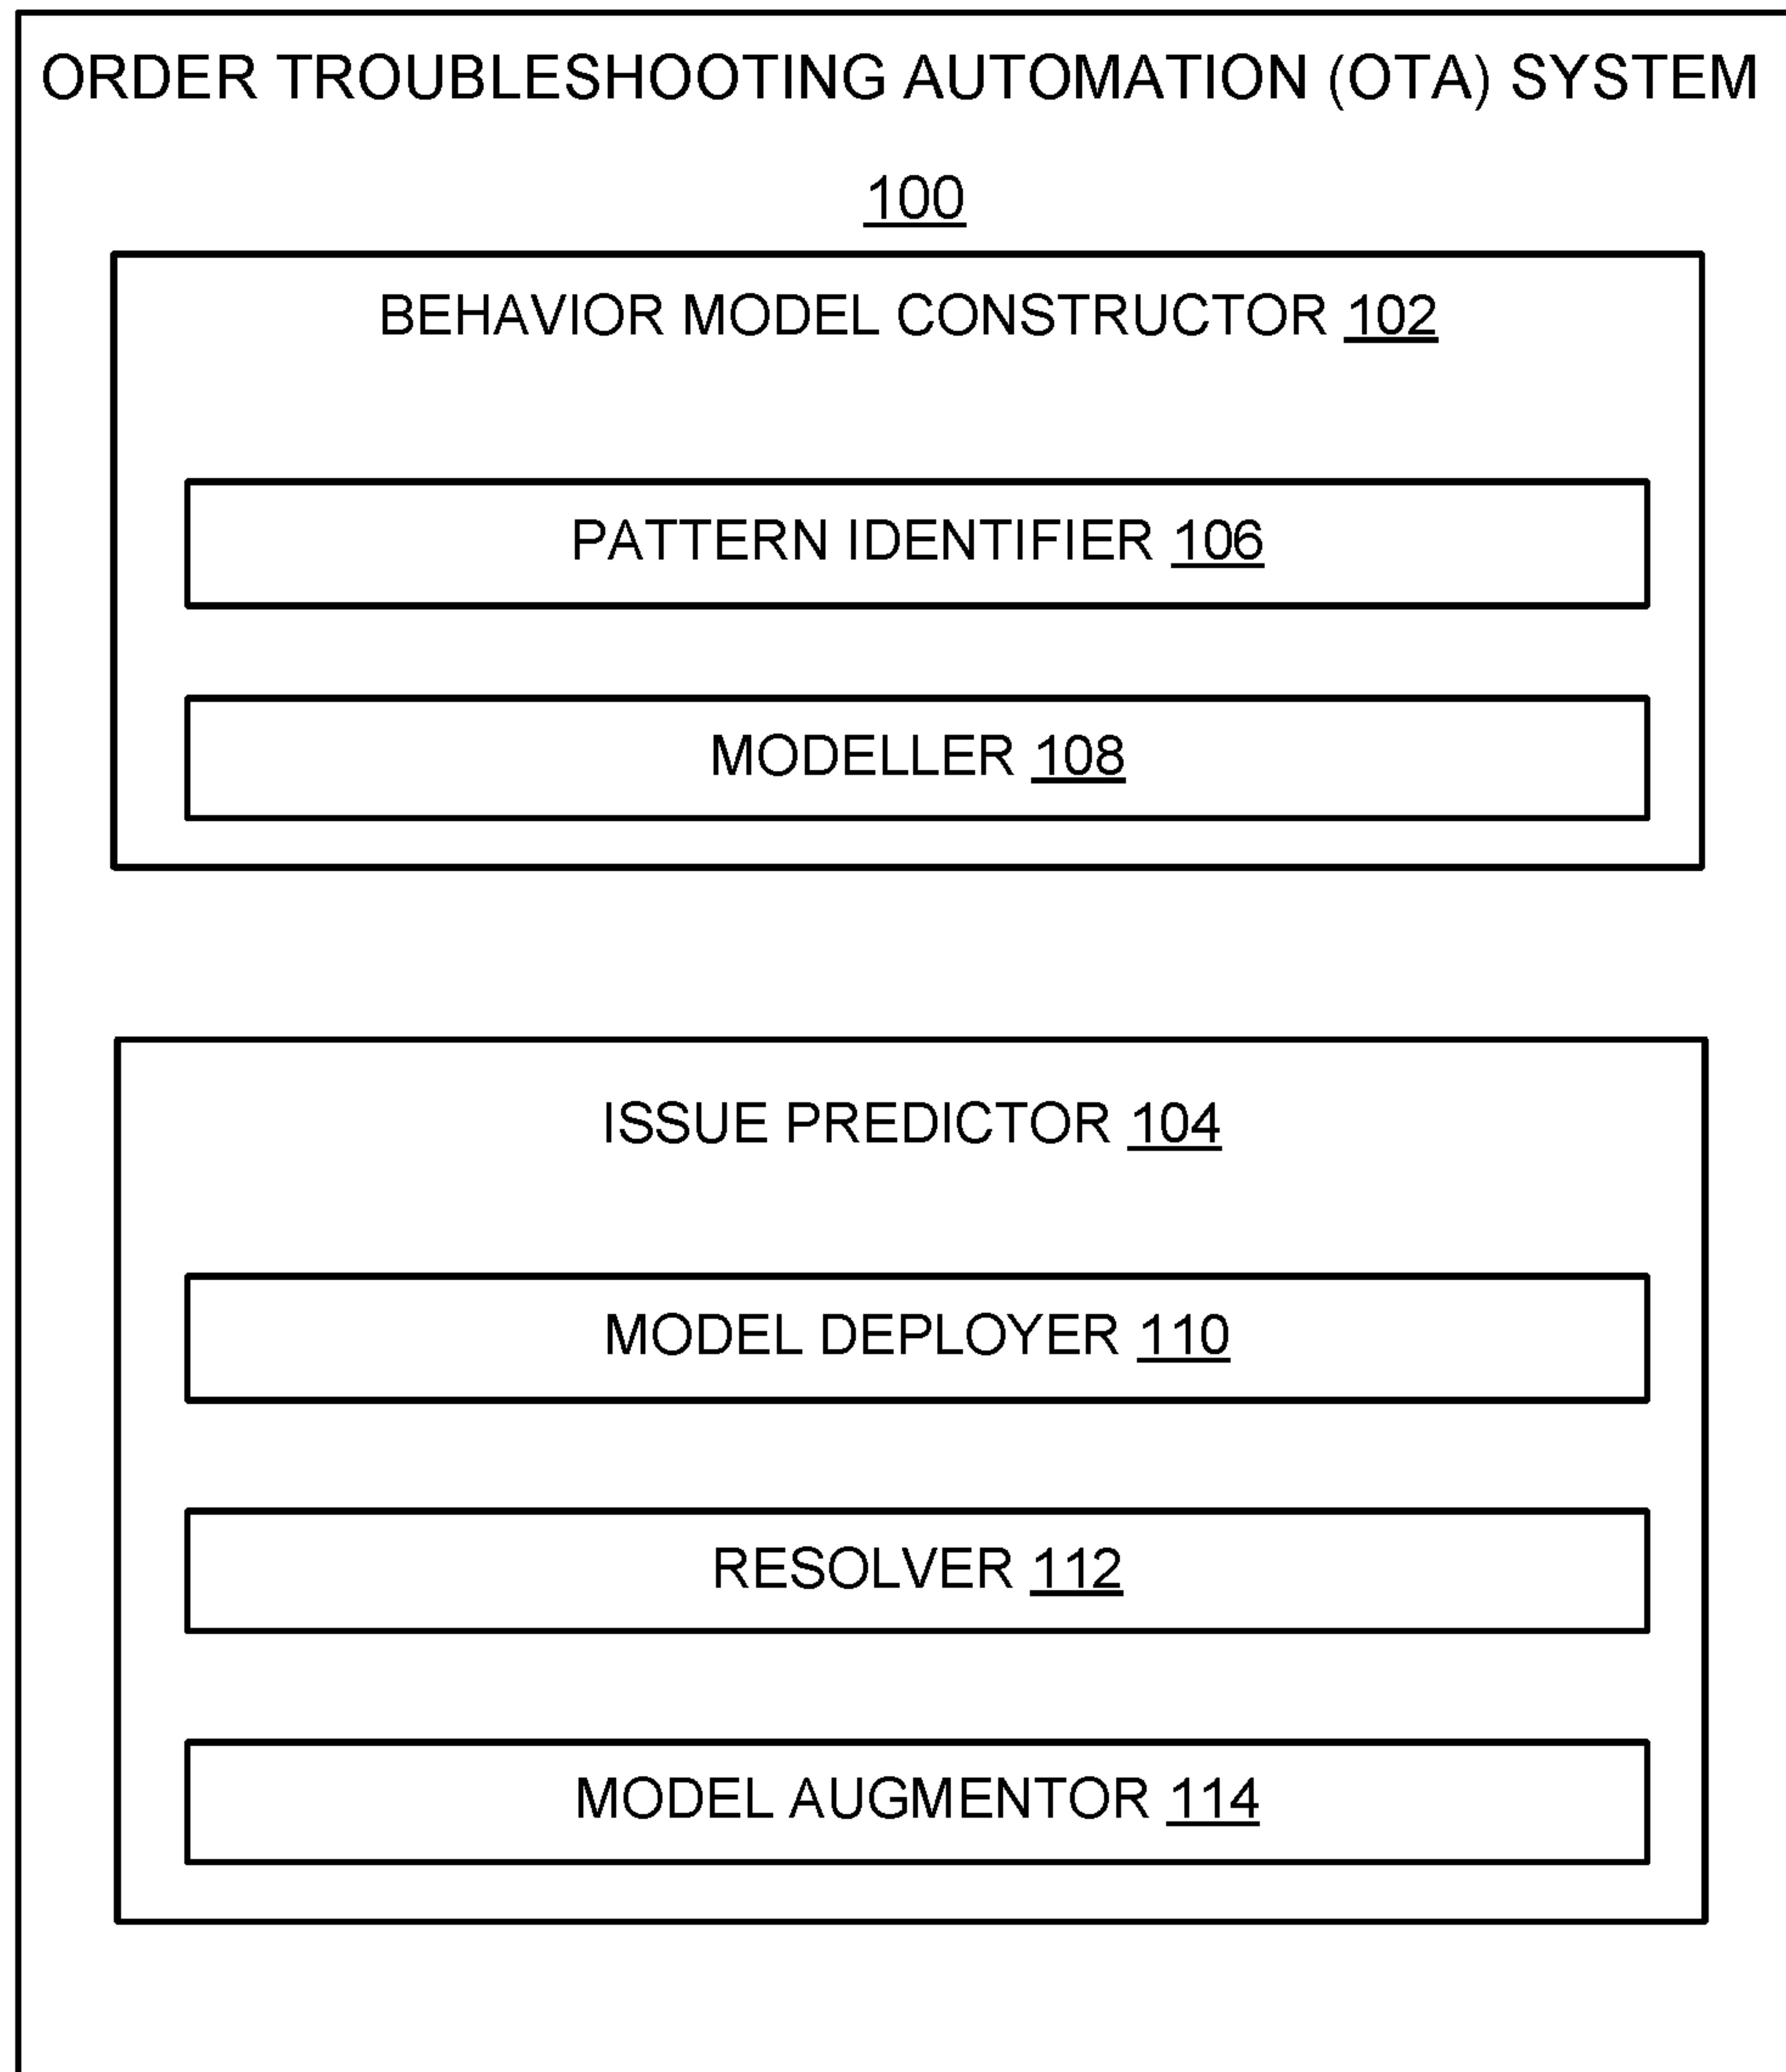 ORDER TROUBLESHOOTING AUTOMATION (OTA) SYSTEM
100
BEHAVIOR MODEL CONSTRUCTOR 102
PATTERN IDENTIFIER 106
MODELLER 108
ISSUE PREDICTOR 104
MODEL DEPLOYER 110
RESOLVER 112
MODEL AUGMENTOR 114